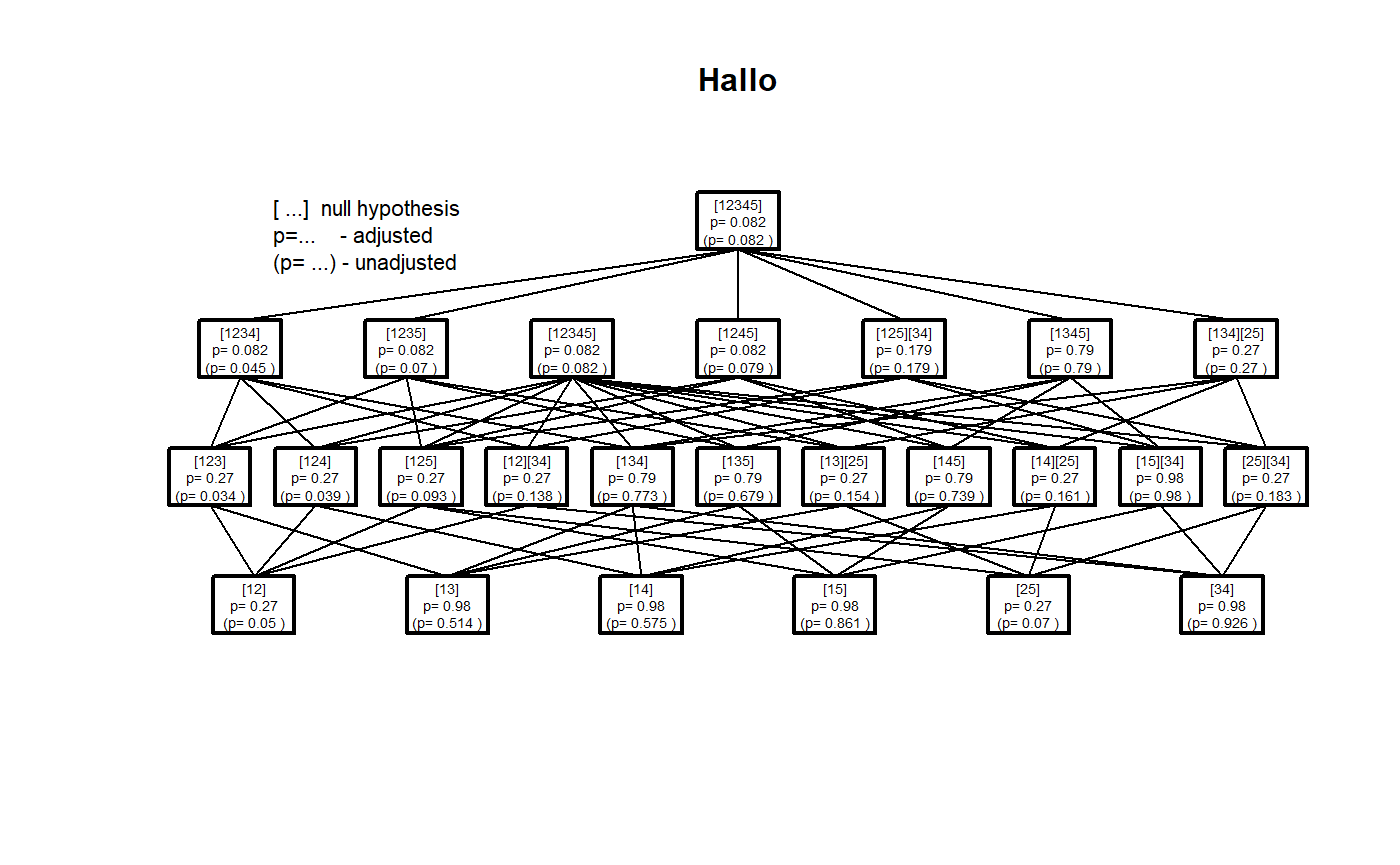 Hallo
[ ...]  null hypothesis
p=...    - adjusted
(p= ...) - unadjusted
[12345]
p= 0.082
(p= 0.082 )
[1234]
p= 0.082
(p= 0.045 )
[1235]
p= 0.082
(p= 0.07 )
[12345]
p= 0.082
(p= 0.082 )
[1245]
p= 0.082
(p= 0.079 )
[125][34]
p= 0.179
(p= 0.179 )
[1345]
p= 0.79
(p= 0.79 )
[134][25]
p= 0.27
(p= 0.27 )
[123]
p= 0.27
(p= 0.034 )
[124]
p= 0.27
(p= 0.039 )
[125]
p= 0.27
(p= 0.093 )
[12][34]
p= 0.27
(p= 0.138 )
[134]
p= 0.79
(p= 0.773 )
[135]
p= 0.79
(p= 0.679 )
[13][25]
p= 0.27
(p= 0.154 )
[145]
p= 0.79
(p= 0.739 )
[14][25]
p= 0.27
(p= 0.161 )
[15][34]
p= 0.98
(p= 0.98 )
[25][34]
p= 0.27
(p= 0.183 )
[12]
p= 0.27
(p= 0.05 )
[13]
p= 0.98
(p= 0.514 )
[14]
p= 0.98
(p= 0.575 )
[15]
p= 0.98
(p= 0.861 )
[25]
p= 0.27
(p= 0.07 )
[34]
p= 0.98
(p= 0.926 )